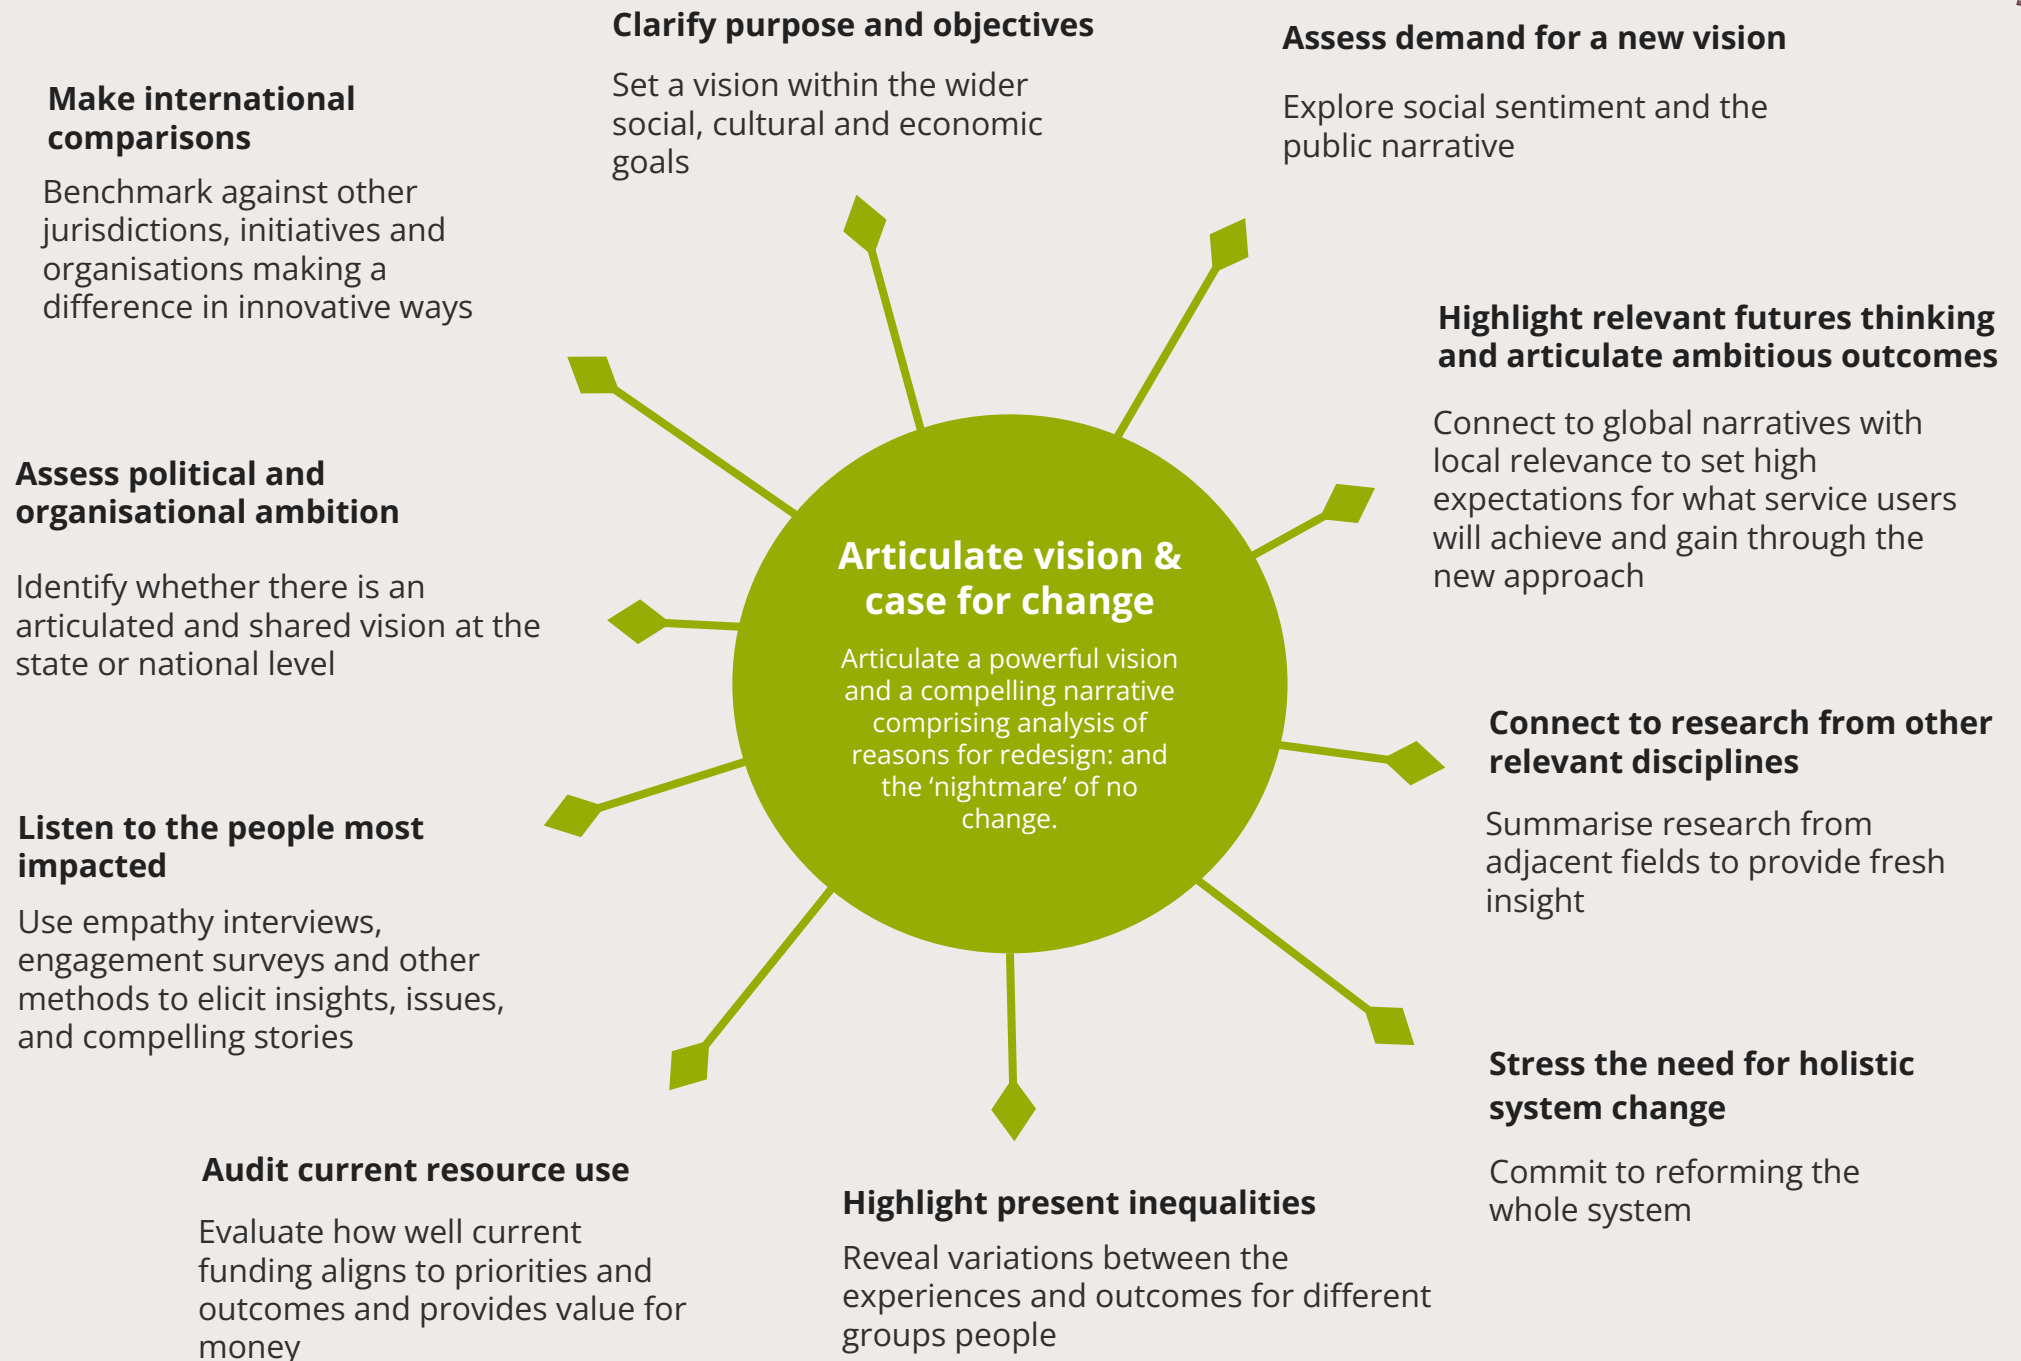 Clarify purpose and objectives
Set a vision within the wider
social, cultural and economic
goals
Assess demand for a new vision
Explore social sentiment and the
public narrative
Make international
comparisons
Benchmark against other
jurisdictions, initiatives and
organisations making a
difference in innovative ways
Highlight relevant futures thinking
and articulate ambitious outcomes
Connect to global narratives with
local relevance to set high
expectations for what service users
will achieve and gain through the
new approach
Assess political and
organisational ambition
Identify whether there is an
articulated and shared vision at the
state or national level
Articulate vision &
case for change
Articulate a powerful vision
and a compelling narrative
comprising analysis of
reasons for redesign: and
the ‘nightmare’ of no
change.
Connect to research from other
relevant disciplines
Summarise research from
adjacent fields to provide fresh
insight
Listen to the people most
impacted
Use empathy interviews,
engagement surveys and other
methods to elicit insights, issues,
and compelling stories
Stress the need for holistic
system change
Commit to reforming the
whole system
Audit current resource use
Evaluate how well current
funding aligns to priorities and
outcomes and provides value for
money
Highlight present inequalities
Reveal variations between the
experiences and outcomes for different
groups people